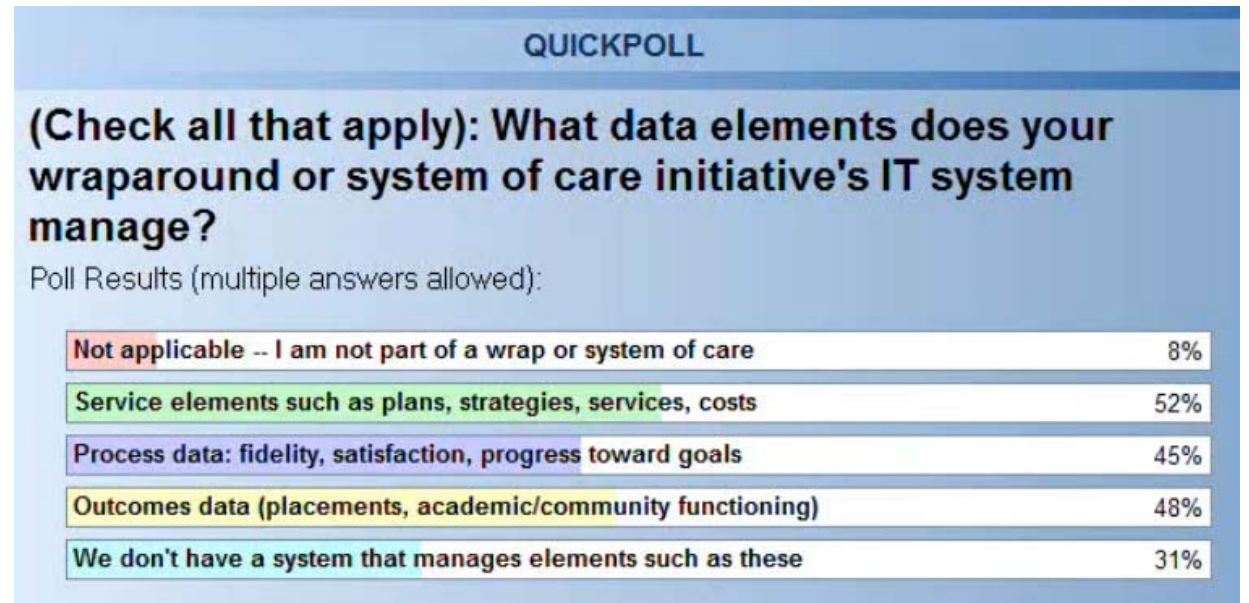 QUICKPOLL
(Check all that apply): What data elements does your
wraparound or system of care initiative's IT system
manage?
Poll Results (multiple answers allowed):
Not applicable -- I am not part of a wrap or system of care 8%
Service elements such as plans, strategies, services, costs 52%
Process data: fidelity, satisfaction, progress toward goals 45%
Outcomes data (placements, academic/community functioning) 48%
We don't have a system that manages elements such as these 31%